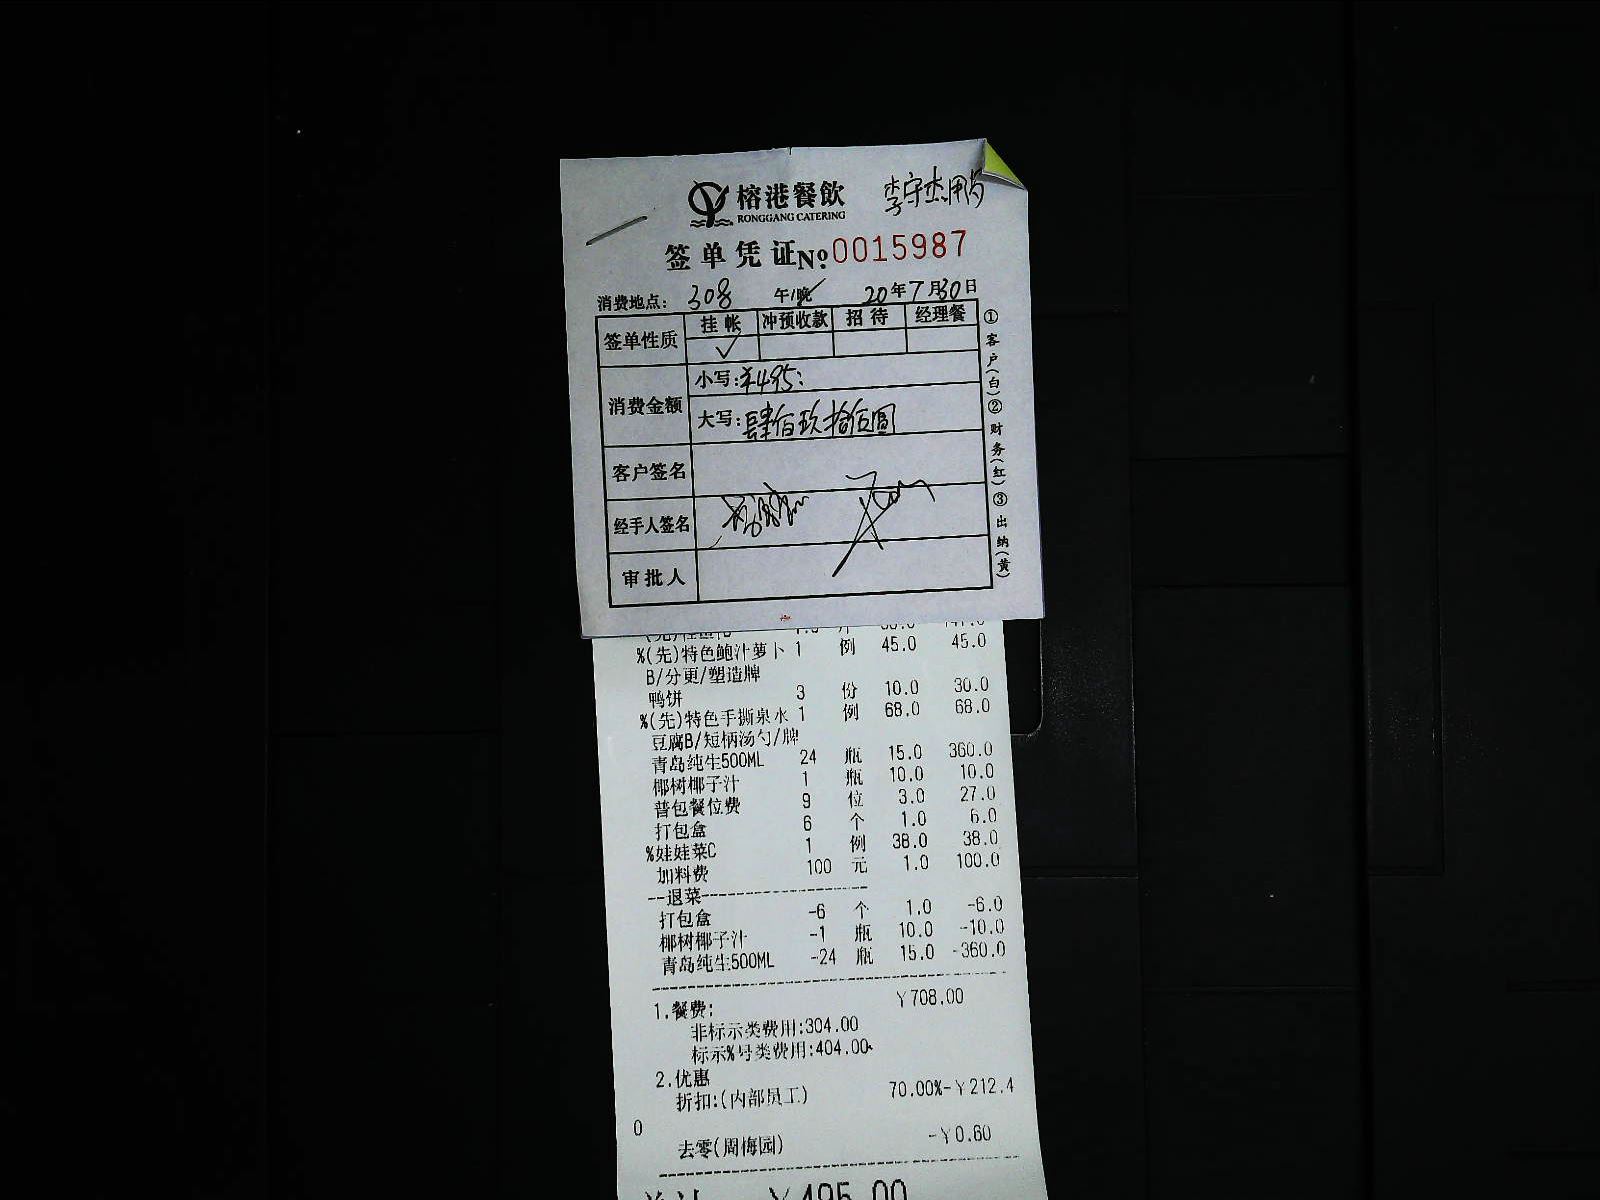 榕港餐飲
RONGGANG CATERING
签单凭证 No 0015987
消费地点: 308 午/晚 20年7月30日
签单性质 挂帐 冲预收款 招待 经理餐
✓
消费金额 小写:¥495:
大写:肆佰玖拾伍圆
客户签名
经手人签名
审批人
①客户(白)②财务(红)③出纳(黄)
%(先)特色鲍汁萝卜 1 例 45.0 45.0
B/分更/塑造牌
鸭饼 3 份 10.0 30.0
%(先)特色手撕泉水 1 例 68.0 68.0
豆腐B/短柄汤勺/牌
青岛纯生500ML 24 瓶 15.0 360.0
椰树椰子汁 1 瓶 10.0 10.0
普包餐位费 9 位 3.0 27.0
打包盒 6 个 1.0 6.0
%娃娃菜C 1 例 38.0 38.0
加料费 100 元 1.0 100.0
--退菜--------------------
打包盒 -6 个 1.0 -6.0
椰树椰子汁 -1 瓶 10.0 -10.0
青岛纯生500ML -24 瓶 15.0 -360.0
1.餐费: ¥708.00
非标示类费用:304.00
标示%号类费用:404.00
2.优惠
折扣:(内部员工) 70.00%-¥212.4
0
去零(周梅园) -¥0.60
总计 ¥495.00